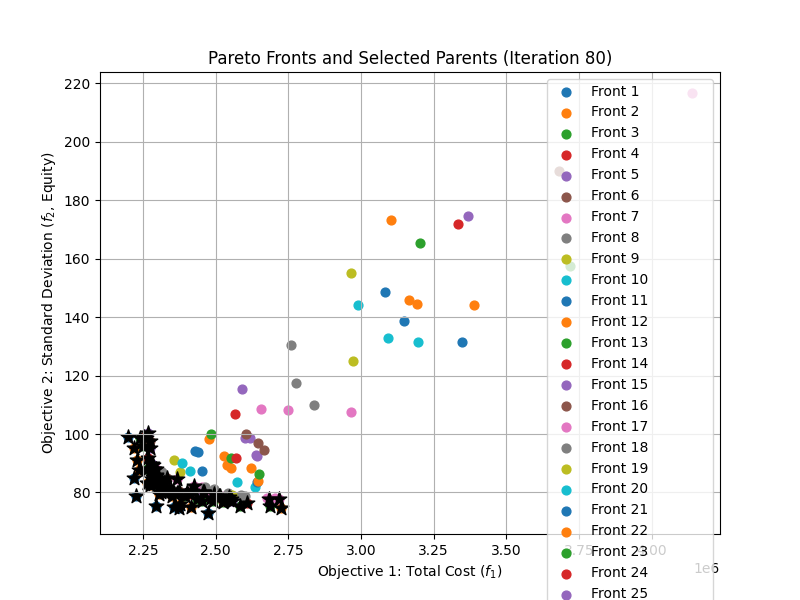 Pareto Fronts and Selected Parents (Iteration 80)
Objective 2: Standard Deviation (f₂, Equity)
220
200
180
160
140
120
100
80
2.25
2.50
2.75
3.00
3.25
3.50
3.75
4.00
1e6
Objective 1: Total Cost (f₁)
Front 1
Front 2
Front 3
Front 4
Front 5
Front 6
Front 7
Front 8
Front 9
Front 10
Front 11
Front 12
Front 13
Front 14
Front 15
Front 16
Front 17
Front 18
Front 19
Front 20
Front 21
Front 22
Front 23
Front 24
Front 25